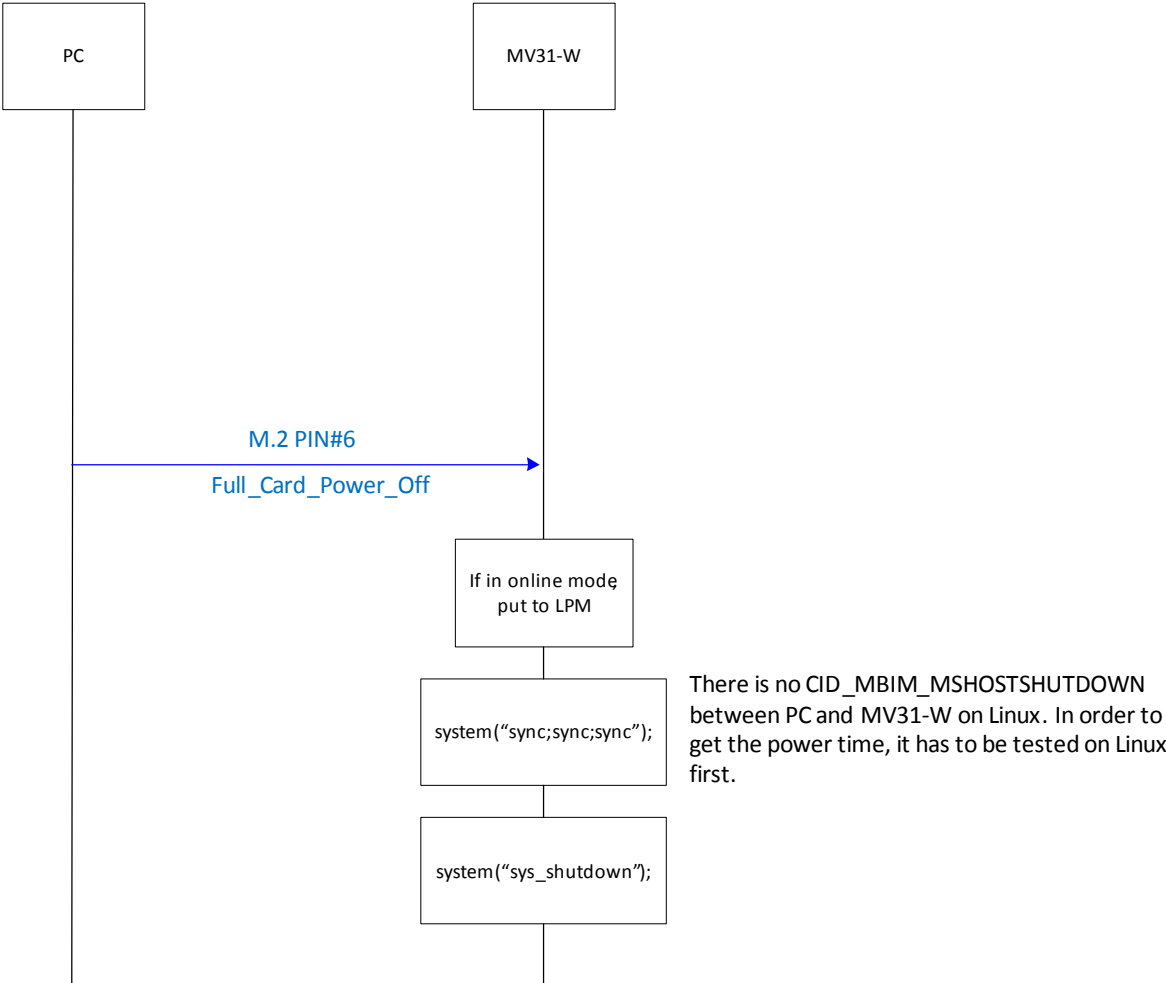 PC
MV31-W
M.2 PIN#6
Full_Card_Power_Off
If in online mode,
put to LPM
system(“sync;sync;sync”);
There is no CID_MBIM_MSHOSTSHUTDOWN
between PC and MV31-W on Linux. In order to
get the power time, it has to be tested on Linux
first.
system(“sys_shutdown”);